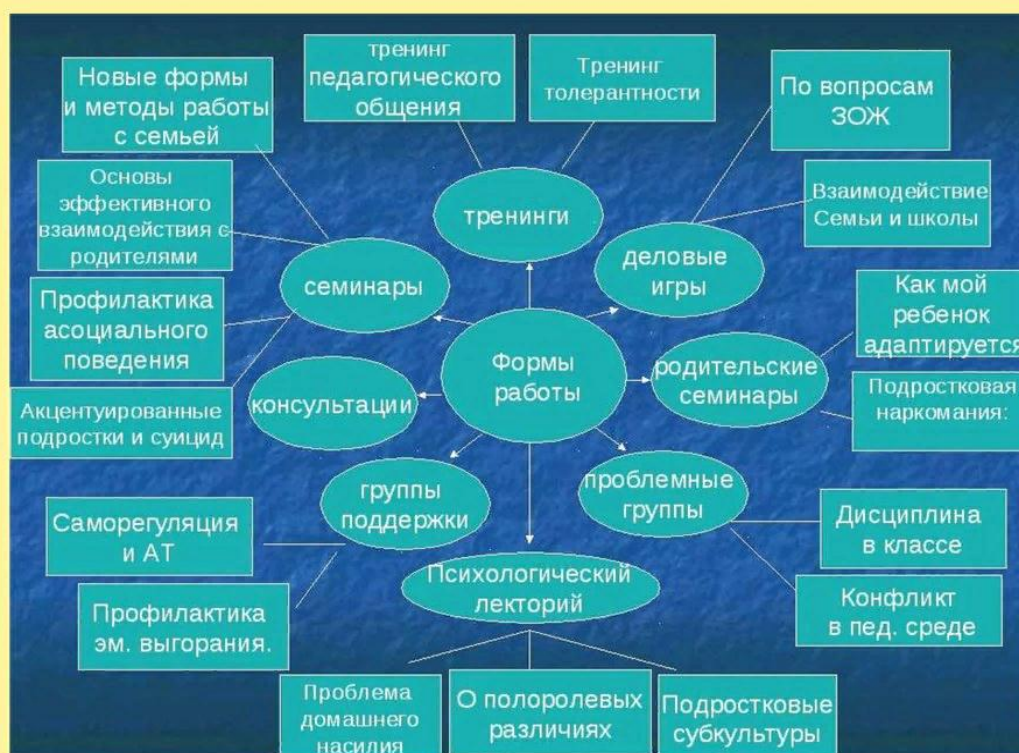 тренинг
педагогического
общения
Тренинг
толерантности
Новые формы
и методы работы
с семьей
По вопросам
ЗОЖ
Основы
эффективного
взаимодействия с
родителями
Взаимодействие
Семьи и школы
тренинги
деловые
игры
семинары
Профилактика
асоциального
поведения
Как мой
ребенок
адаптируется
Формы
работы
родительские
семинары
консультации
Акцентуированные
подростки и суицид
Подростковая
наркомания:
группы
поддержки
проблемные
группы
Саморегуляция
и АТ
Дисциплина
в классе
Психологический
лекторий
Профилактика
эм. выгорания.
Конфликт
в пед. среде
Проблема
домашнего
насилия
О полоролевых
различиях
Подростковые
субкультуры